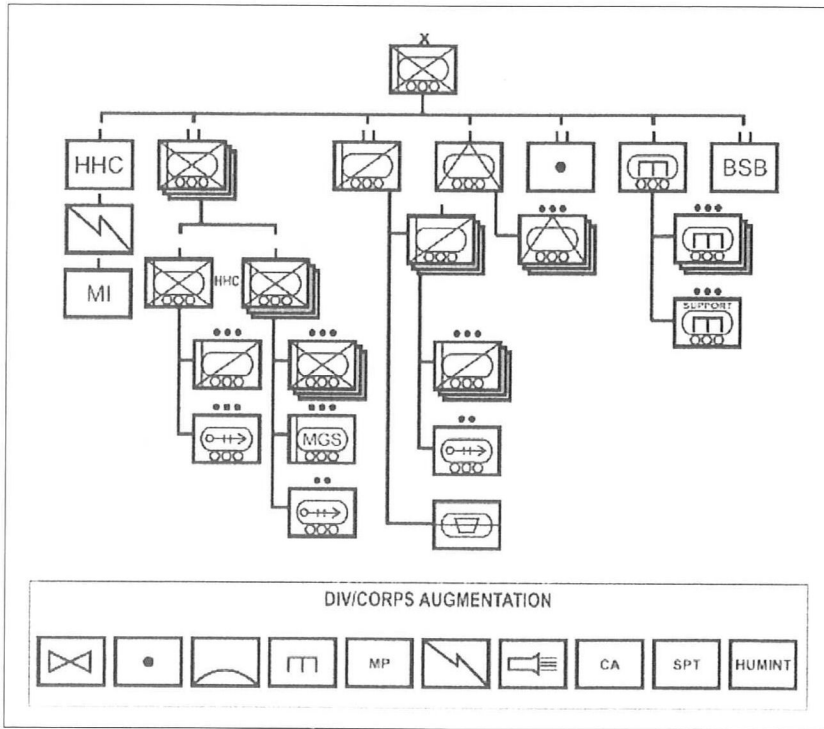 X
HHC
BSB
MI
HHC
SUPPORT
MGS
DIV/CORPS AUGMENTATION
MP
CA
SPT
HUMINT